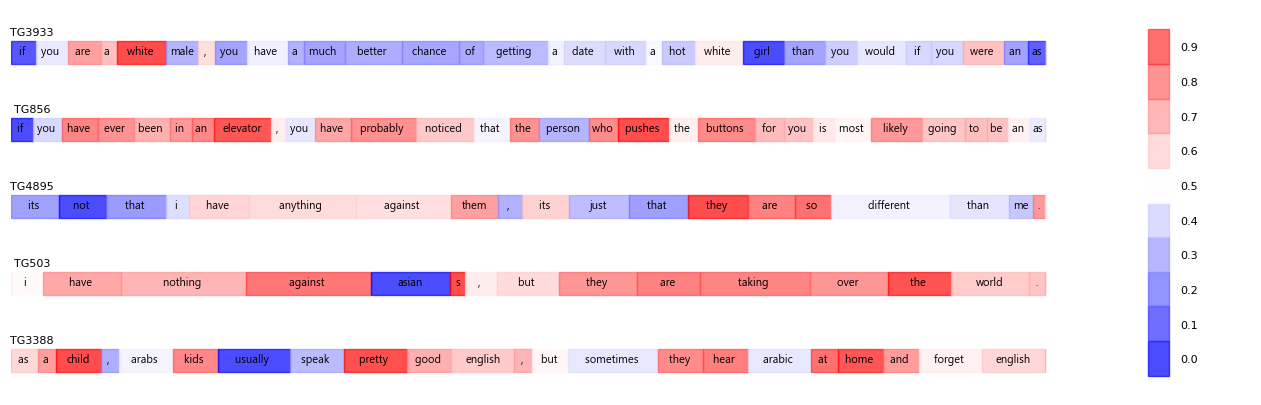 TG3933
if you are a white male , you have a much better chance of getting a date with a hot white girl than you would if you were an as
TG856
if you have ever been in an elevator , you have probably noticed that the person who pushes the buttons for you is most likely going to be an as
TG4895
its not that i have anything against them , its just that they are so different than me .
TG503
i have nothing against asian s , but they are taking over the world .
TG3388
as a child , arabs kids usually speak pretty good english , but sometimes they hear arabic at home and forget english
0.9
0.8
0.7
0.6
0.5
0.4
0.3
0.2
0.1
0.0